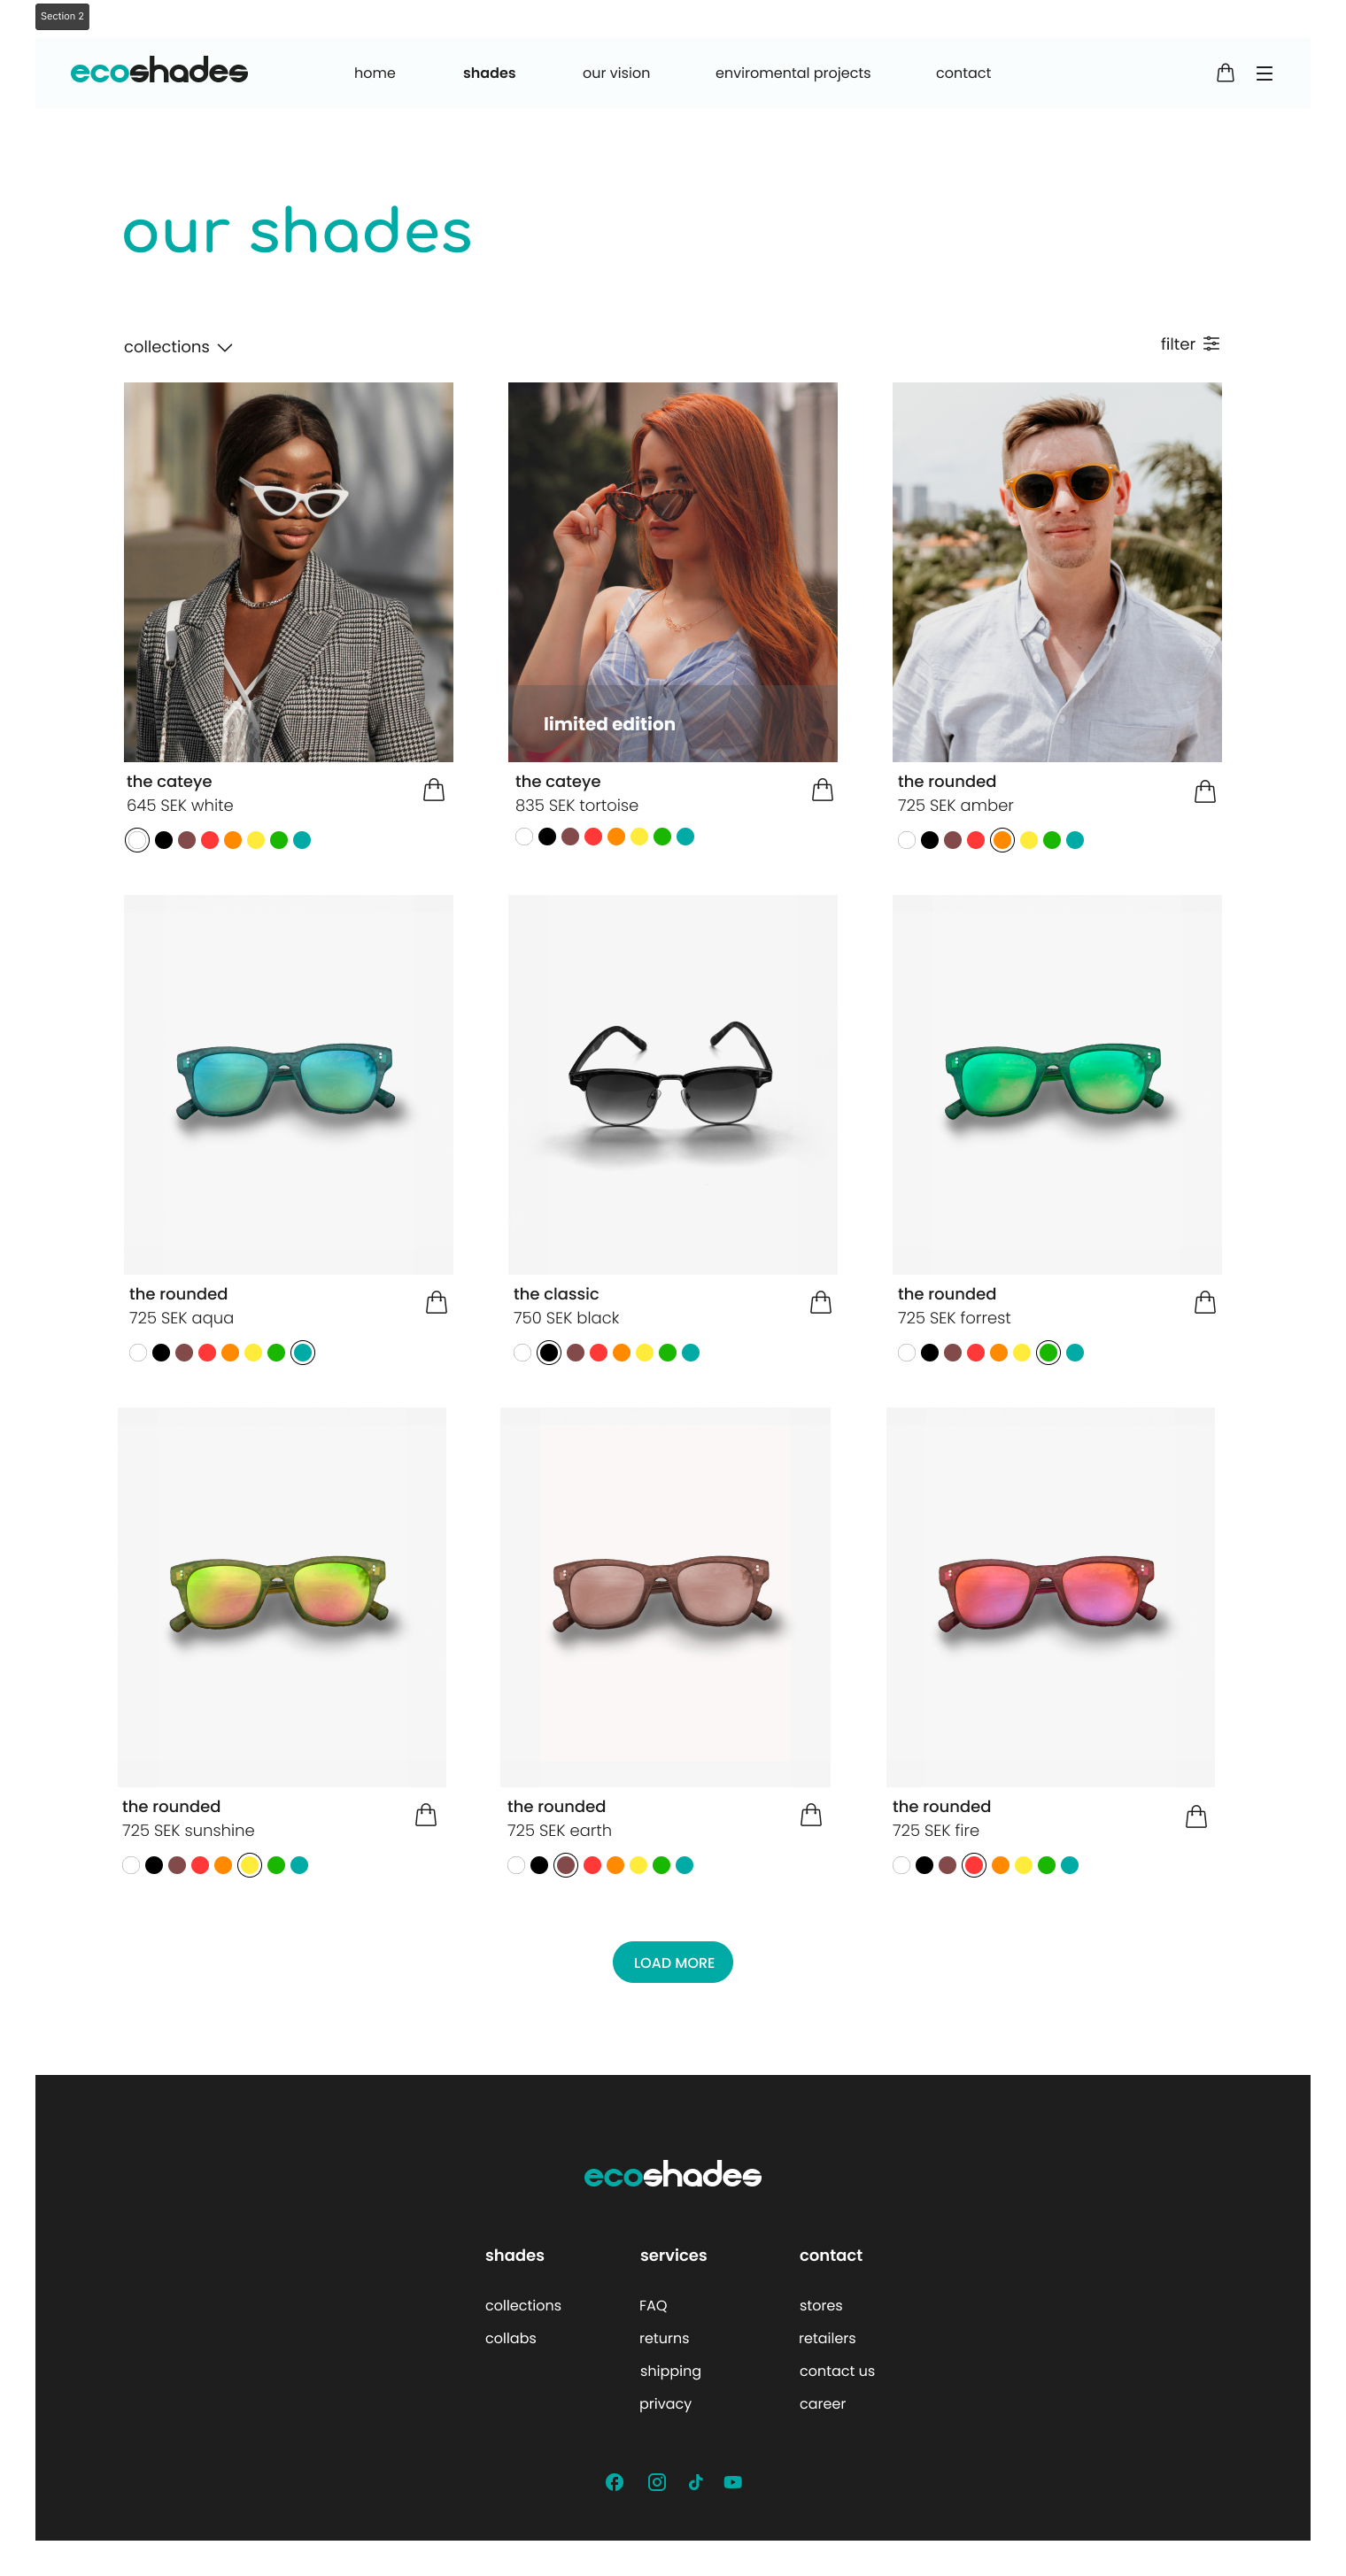 Section 2
ecoshades
home shades our vision enviromental projects contact
our shades
collections filter
limited edition
the cateye
645 SEK white
the cateye
835 SEK tortoise
the rounded
725 SEK amber
the rounded
725 SEK aqua
the classic
750 SEK black
the rounded
725 SEK forrest
the rounded
725 SEK sunshine
the rounded
725 SEK earth
the rounded
725 SEK fire
LOAD MORE
ecoshades
shades
collections
collabs
services
FAQ
returns
shipping
privacy
contact
stores
retailers
contact us
career